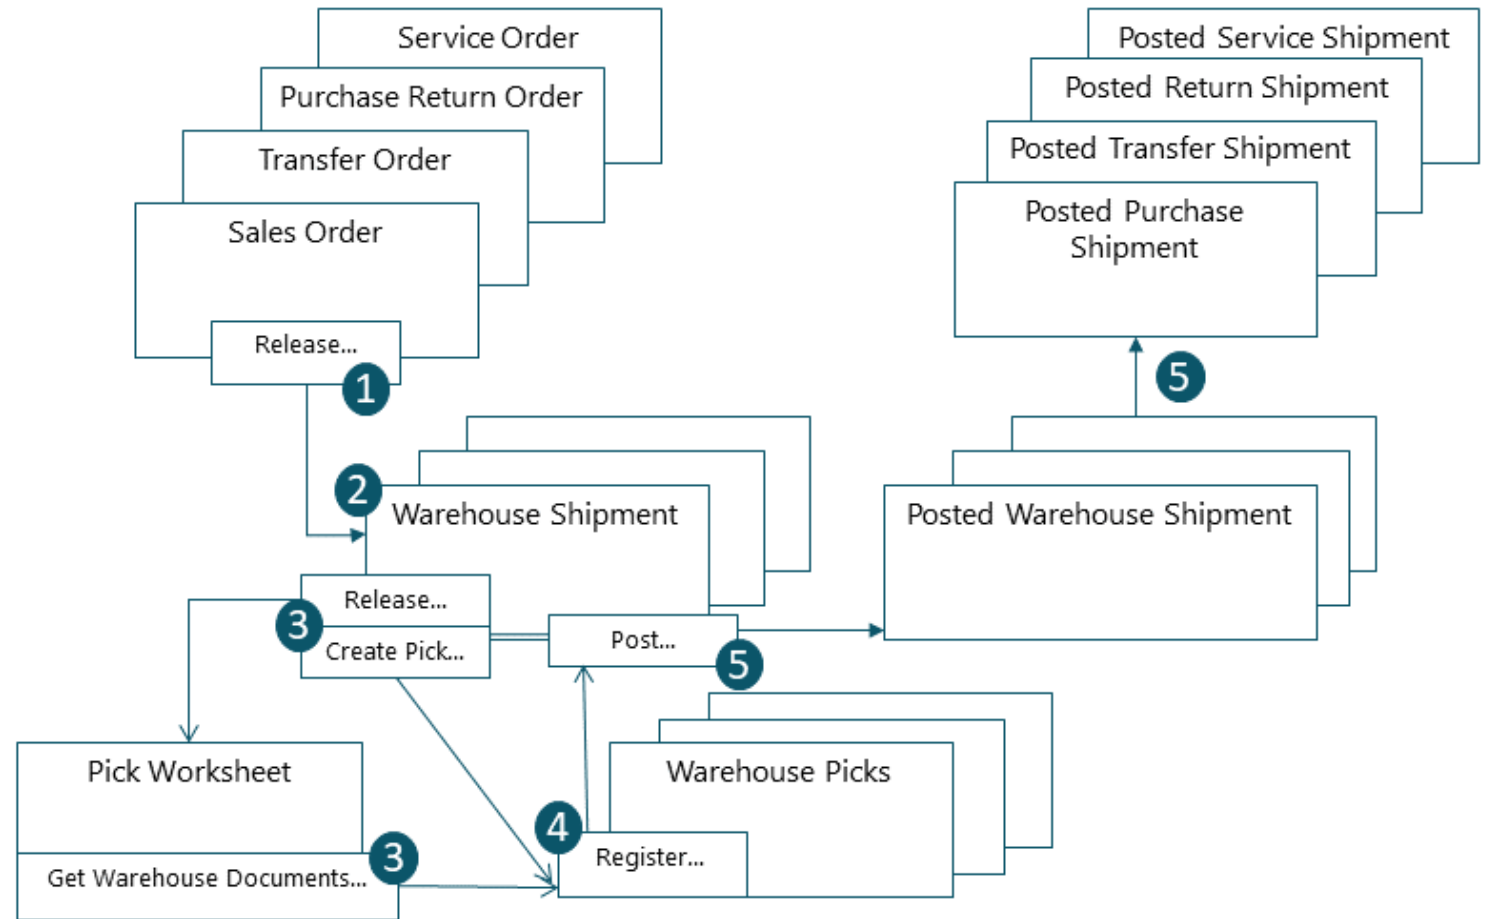 Service Order
Purchase Return Order
Transfer Order
Sales Order
Release...
1
Posted Service Shipment
Posted Return Shipment
Posted Transfer Shipment
Posted Purchase
Shipment
5
2
Warehouse Shipment
Release...
3
Create Pick...
Post...
5
Posted Warehouse Shipment
Pick Worksheet
3
Get Warehouse Documents...
Warehouse Picks
4
Register...